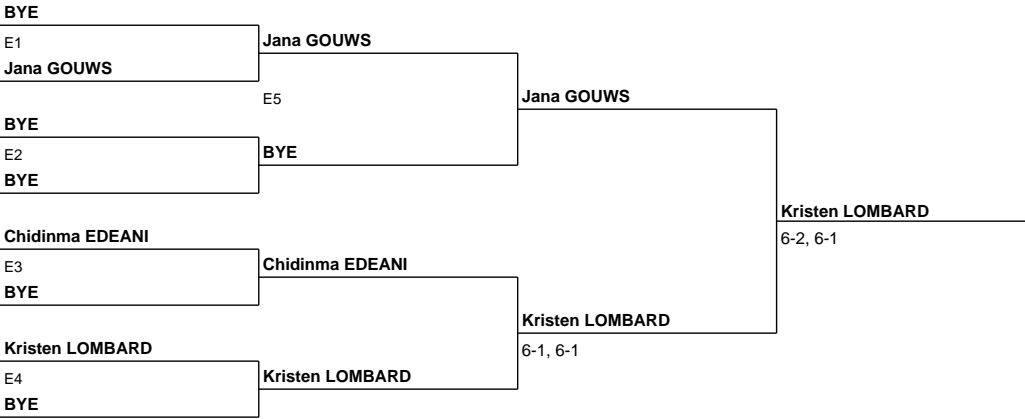 BYE
E1
Jana GOUWS
BYE
E2
BYE
Chidinma EDEANI
E3
BYE
Kristen LOMBARD
E4
BYE
Jana GOUWS
E5
BYE
Chidinma EDEANI
Kristen LOMBARD
Jana GOUWS
Kristen LOMBARD
6-1, 6-1
Kristen LOMBARD
6-2, 6-1